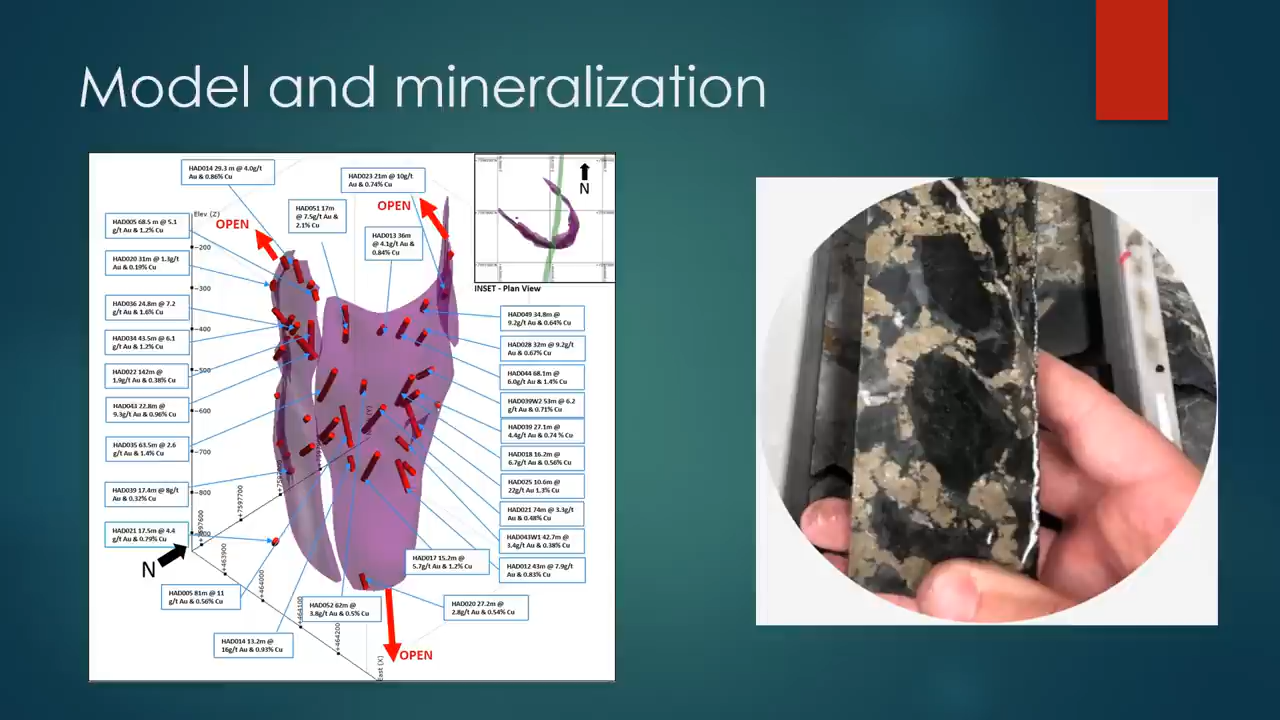 Model and mineralization
HAD014 29.3 m @ 4.0g/t
Au & 0.86% Cu
HAD023 21m @ 10g/t
Au & 0.74% Cu
N
INSET - Plan View
HAD005 68.5 m @ 5.1
g/t Au & 1.2% Cu
Elev (Z)
OPEN
HAD051 17m
@ 7.5g/t Au &
2.1% Cu
OPEN
HAD013 36m
@ 4.1g/t Au &
0.84% Cu
HAD020 31m @ 1.3g/t
Au & 0.19% Cu
HAD036 24.8m @ 7.2
g/t Au & 1.6% Cu
HAD034 43.5m @ 6.1
g/t Au & 1.2% Cu
HAD022 142m @
1.9g/t Au & 0.38% Cu
HAD043 22.8m @
9.3g/t Au & 0.96% Cu
HAD035 63.5m @ 2.6
g/t Au & 1.4% Cu
HAD039 17.4m @ 8g/t
Au & 0.32% Cu
HAD021 17.5m @ 4.4
g/t Au & 0.79% Cu
−200
−300
−400
−500
−600
−700
−800
HAD049 34.8m @
9.2g/t Au & 0.64% Cu
HAD028 32m @ 9.2g/t
Au & 0.67% Cu
HAD044 68.1m @
6.0g/t Au & 1.4% Cu
HAD039W2 53m @ 6.2
g/t Au & 0.71% Cu
HAD039 27.1m @
4.4g/t Au & 0.74 % Cu
HAD018 16.2m @
6.7g/t Au & 0.56% Cu
HAD025 10.6m @
22g/t Au 1.3% Cu
HAD021 74m @ 3.3g/t
Au & 0.48% Cu
HAD043W1 42.7m @
3.4g/t Au & 0.38% Cu
HAD012 43m @ 7.9g/t
Au & 0.83% Cu
N
+7597600
+7597700
+463900
+464000
+464100
+464200
East (X)
HAD017 15.2m @
5.7g/t Au & 1.2% Cu
HAD005 81m @ 11
g/t Au & 0.56% Cu
HAD052 62m @
3.8g/t Au & 0.5% Cu
HAD020 27.2m @
2.8g/t Au & 0.54% Cu
HAD014 13.2m @
16g/t Au & 0.93% Cu
OPEN